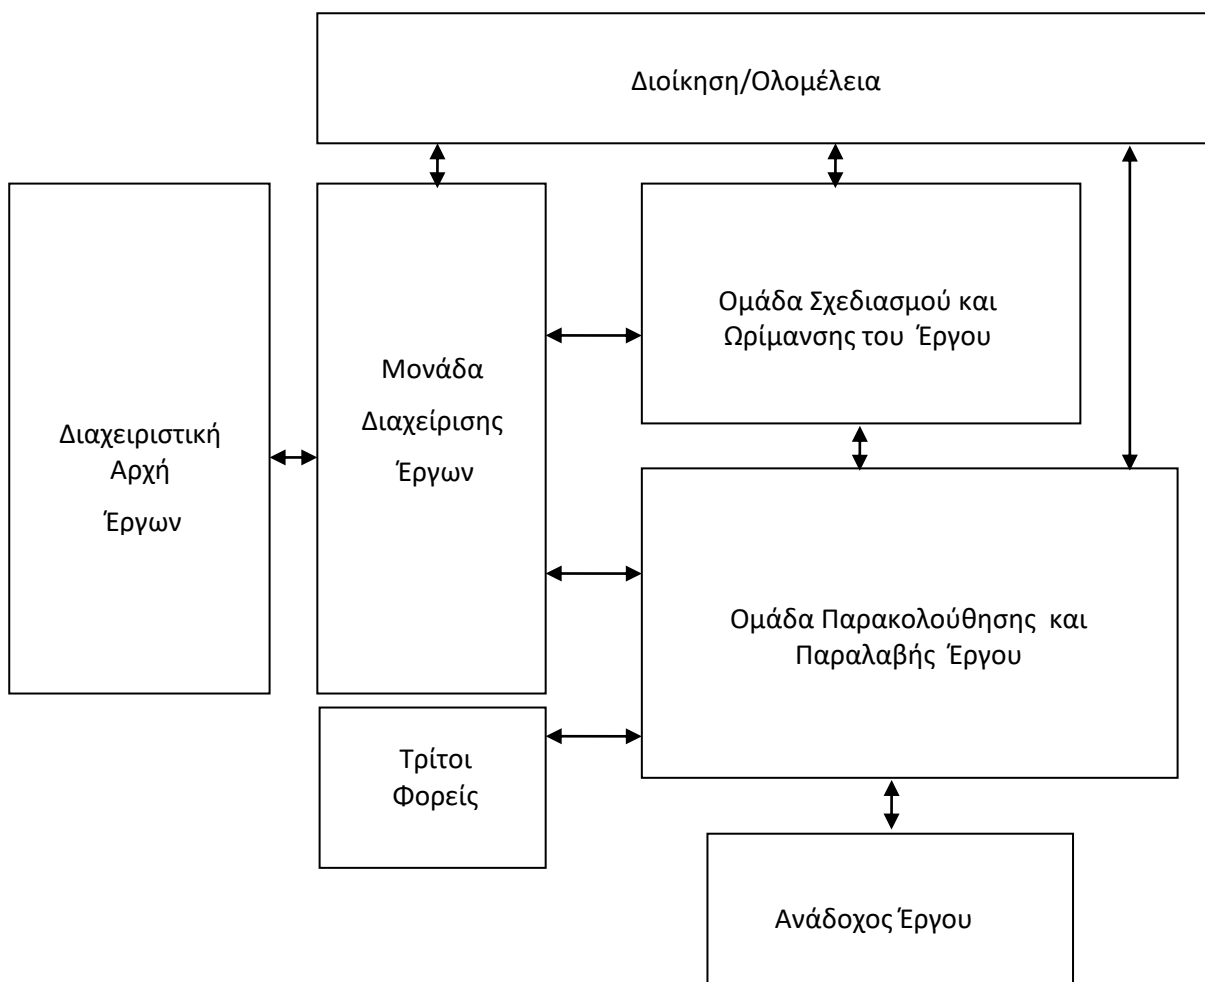 Διοίκηση/Ολομέλεια
Ομάδα Σχεδιασμού και
Ωρίμανσης του Έργου
Μονάδα
Διαχείρισης
Έργων
Διαχειριστική
Αρχή
Έργων
Ομάδα Παρακολούθησης και
Παραλαβής Έργου
Τρίτοι
Φορείς
Ανάδοχος Έργου